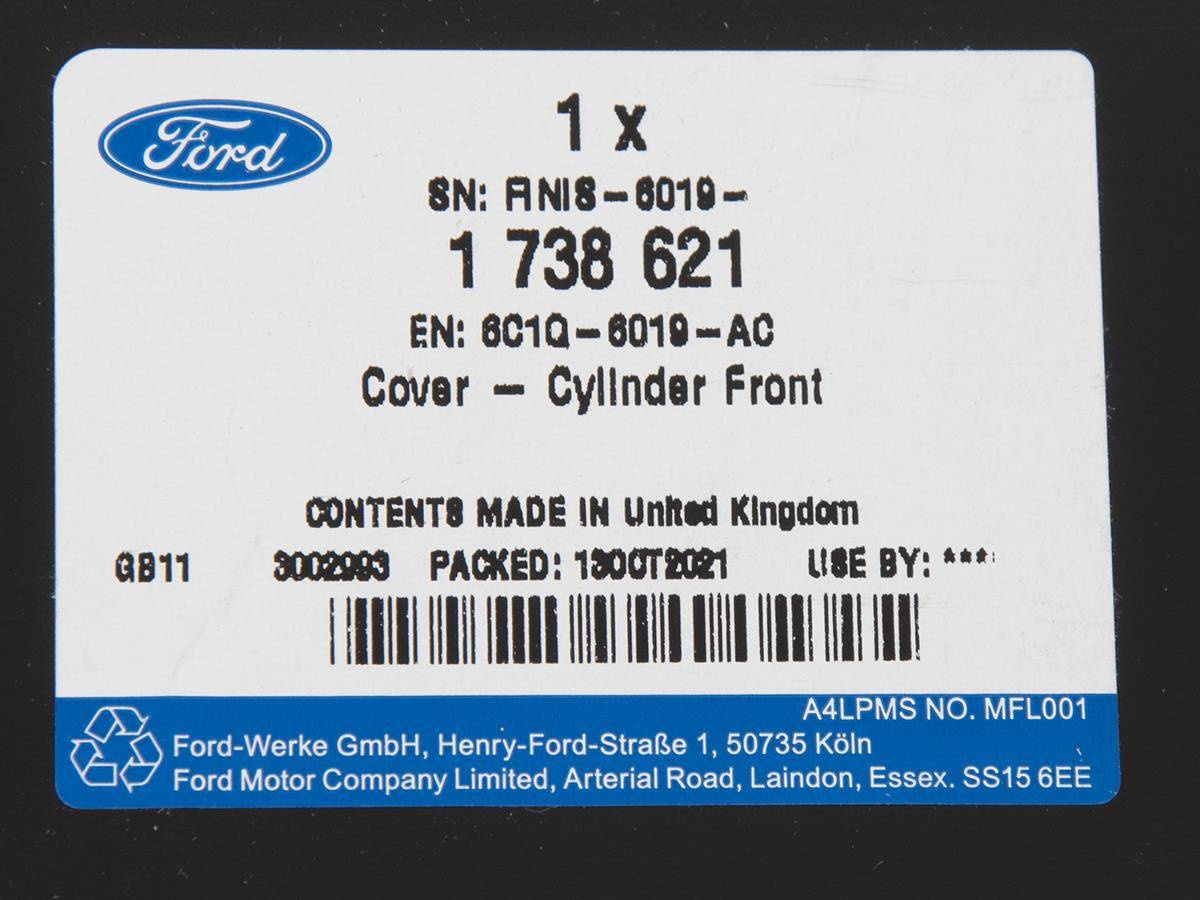 Ford
1 x
SN: FINIS-6019-
1 738 621
EN: 6C1Q-6019-AC
Cover - Cylinder Front
CONTENTS MADE IN United Kingdom
GB11 3002993 PACKED: 13OCT2021 USE BY: ***
A4LPMS NO. MFL001
Ford-Werke GmbH, Henry-Ford-Straße 1, 50735 Köln
Ford Motor Company Limited, Arterial Road, Laindon, Essex. SS15 6EE